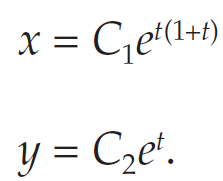 x = C₁e^{t(1+t)}
y = C₂e^{t}.